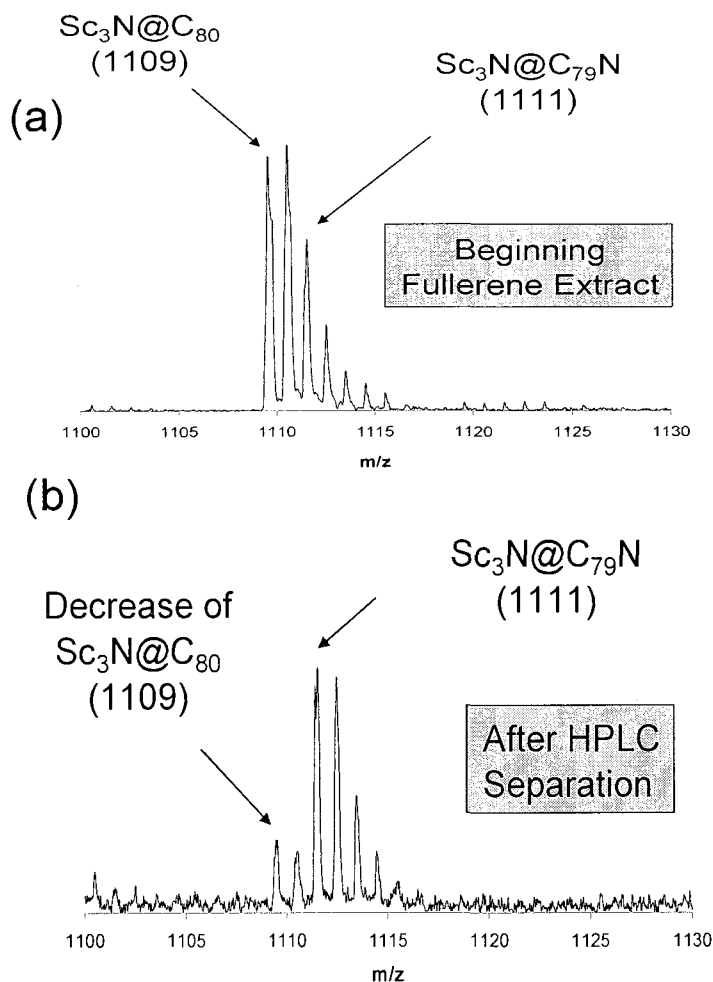 Sc₃N@C₈₀
(1109)
Sc₃N@C₇₉N
(1111)
(a)
Beginning
Fullerene Extract
1100 1105 1110 1115 1120 1125 1130
m/z
(b)
Sc₃N@C₇₉N
(1111)
Decrease of
Sc₃N@C₈₀
(1109)
After HPLC
Separation
1100 1105 1110 1115 1120 1125 1130
m/z